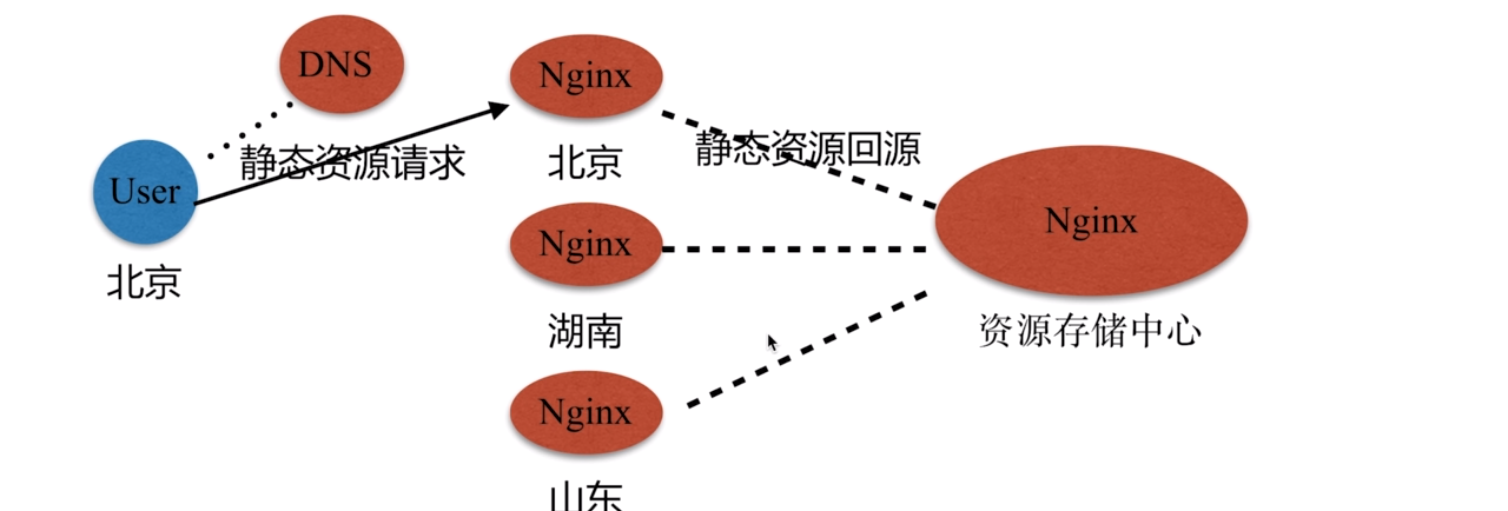 DNS
Nginx
静态资源请求
北京
静态资源回源
User
北京
Nginx
湖南
Nginx
资源存储中心
Nginx
山东